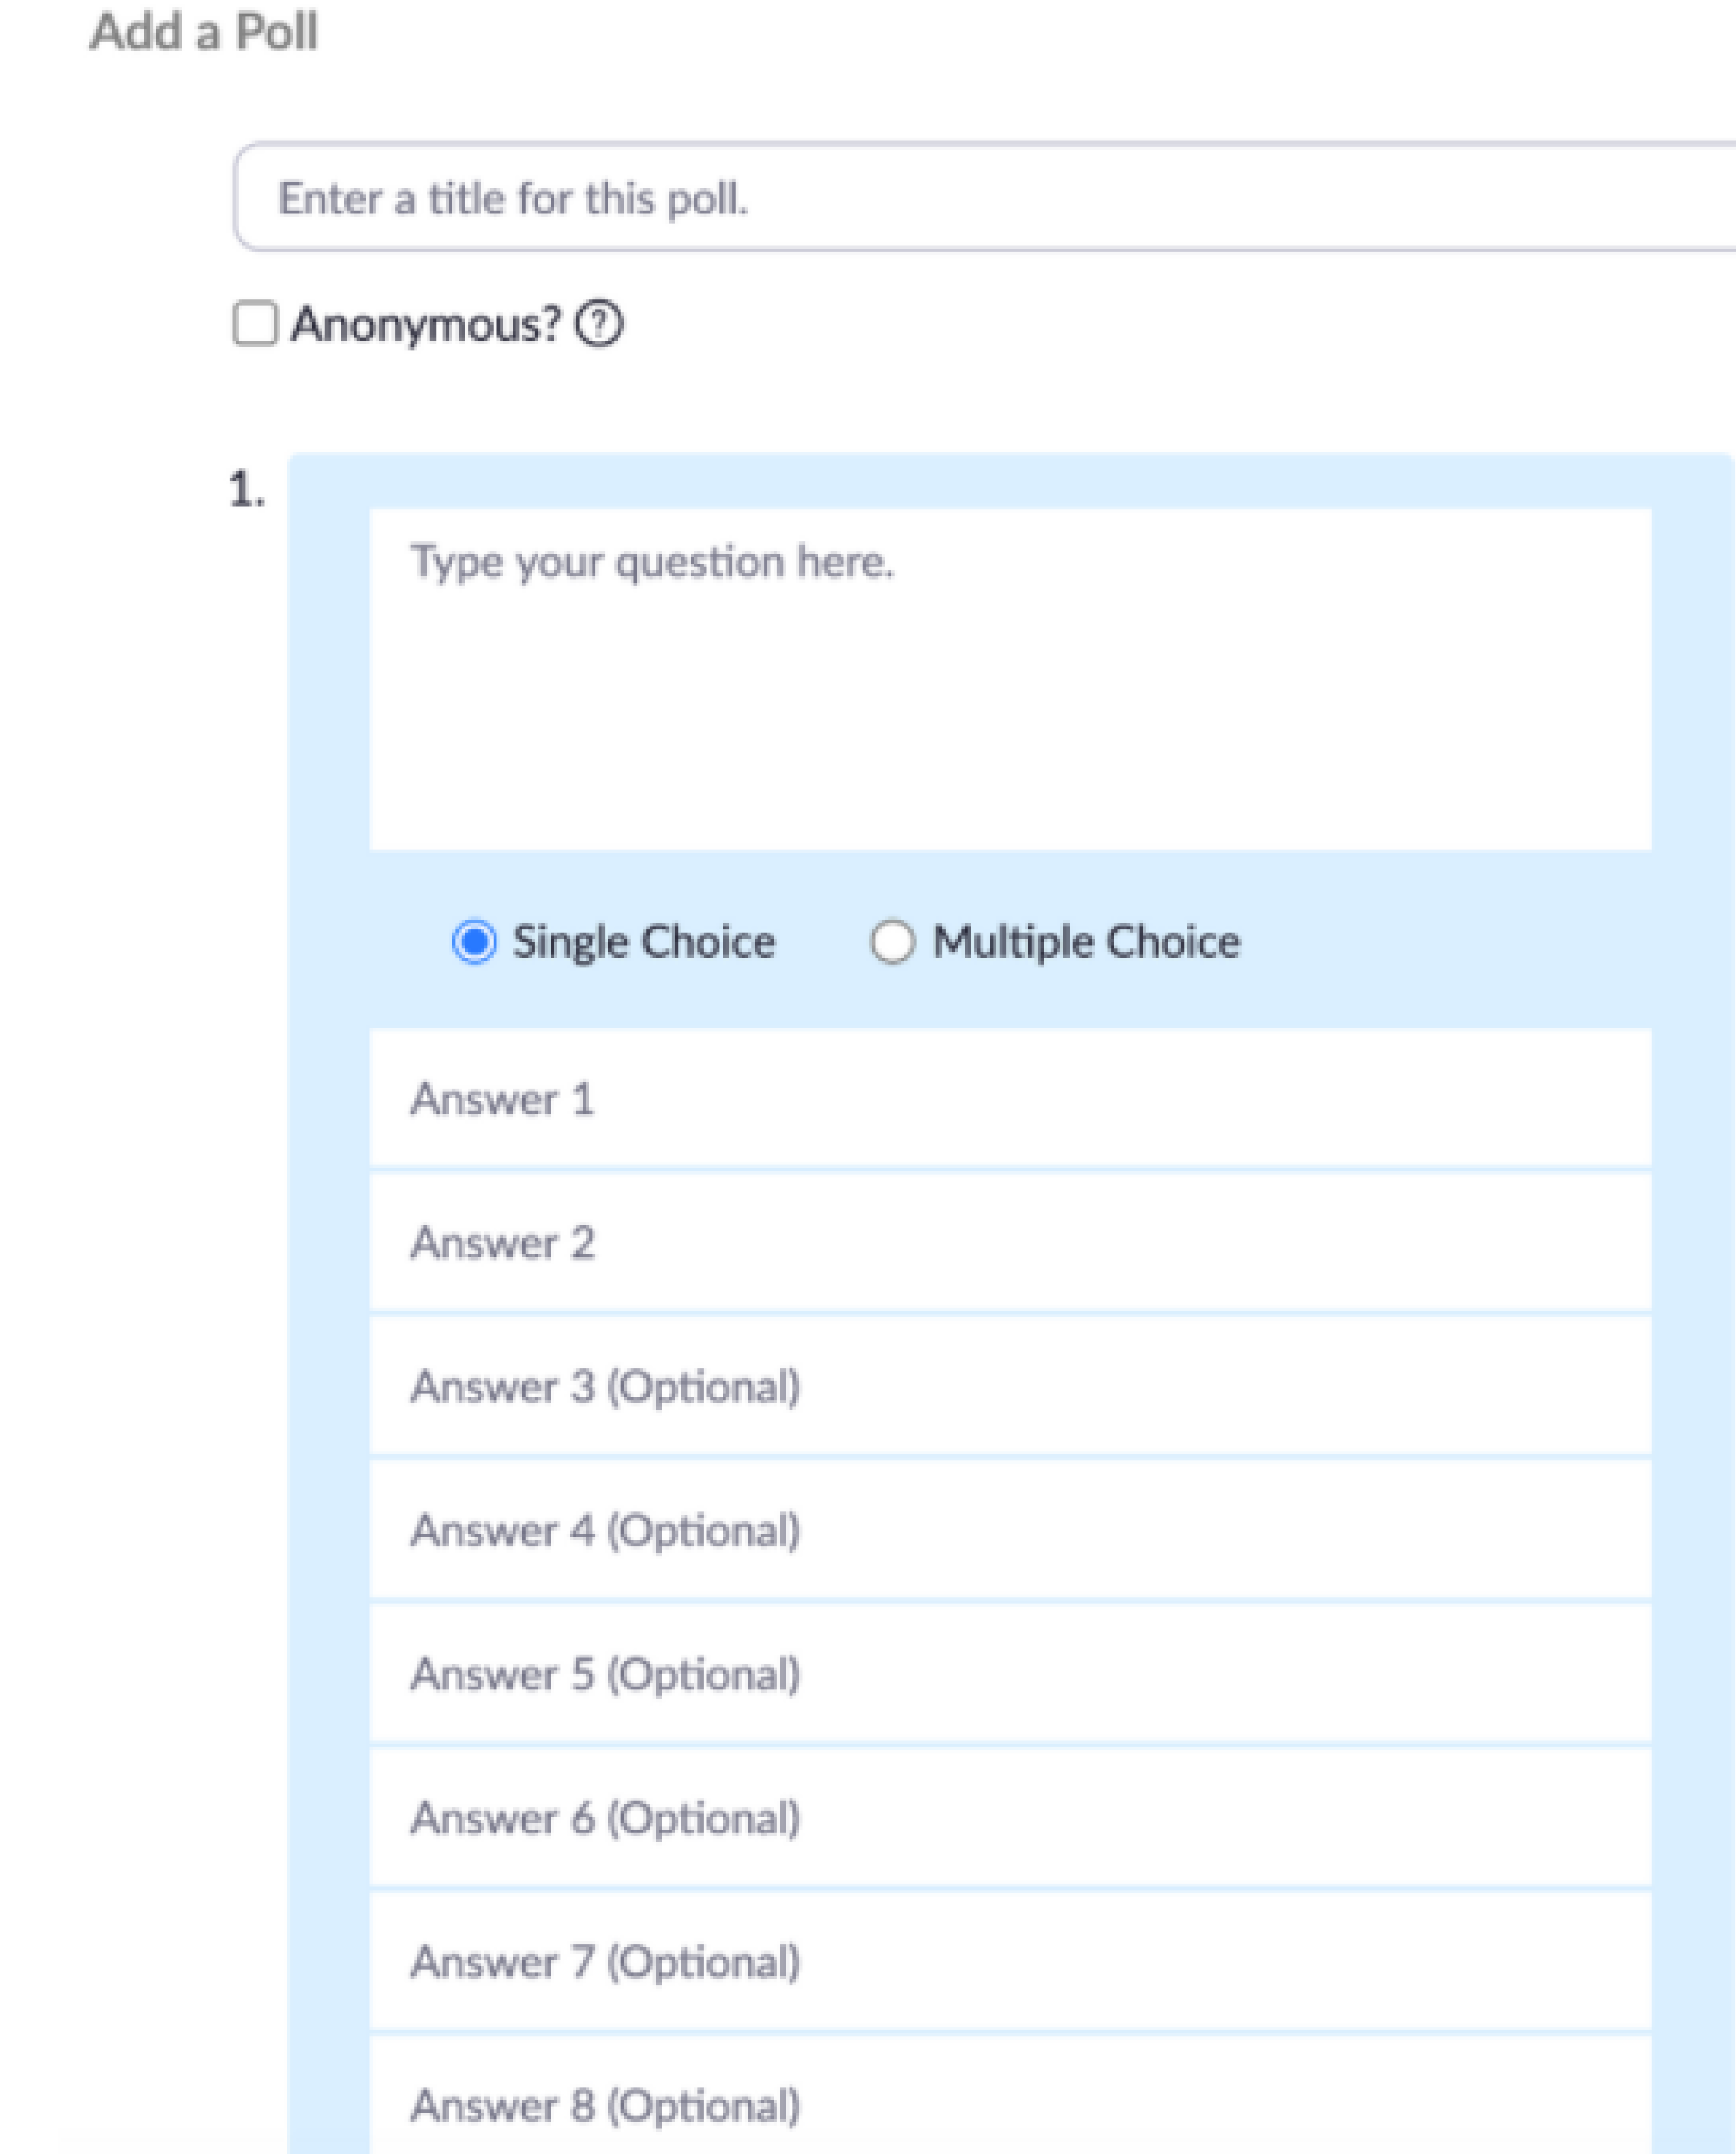 Add a Poll
Enter a title for this poll.
Anonymous? ?
1.
Type your question here.
Single Choice Multiple Choice
Answer 1
Answer 2
Answer 3 (Optional)
Answer 4 (Optional)
Answer 5 (Optional)
Answer 6 (Optional)
Answer 7 (Optional)
Answer 8 (Optional)